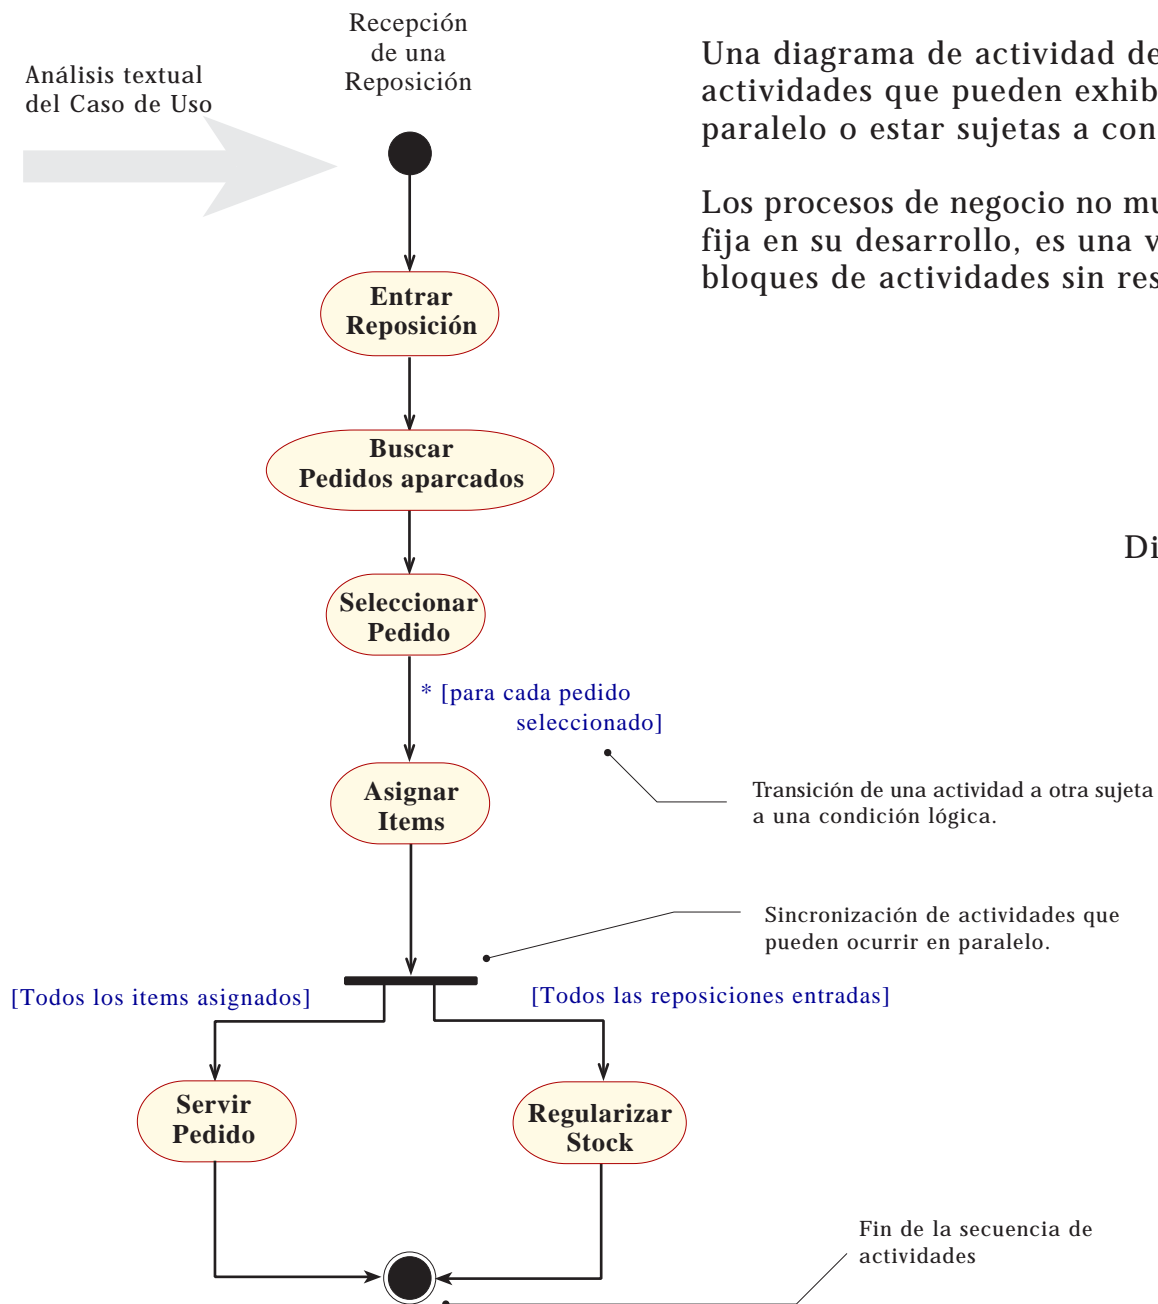 Recepción
de una
Reposición
Análisis textual
del Caso de Uso
Una diagrama de actividad de
actividades que pueden exhib
paralelo o estar sujetas a con
Los procesos de negocio no mu
fija en su desarrollo, es una v
bloques de actividades sin res
Entrar
Reposición
Buscar
Pedidos aparcados
Di
Seleccionar
Pedido
* [para cada pedido
seleccionado]
Asignar
Items
Transición de una actividad a otra sujeta
a una condición lógica.
Sincronización de actividades que
pueden ocurrir en paralelo.
[Todos los items asignados]
[Todos las reposiciones entradas]
Servir
Pedido
Regularizar
Stock
Fin de la secuencia de
actividades